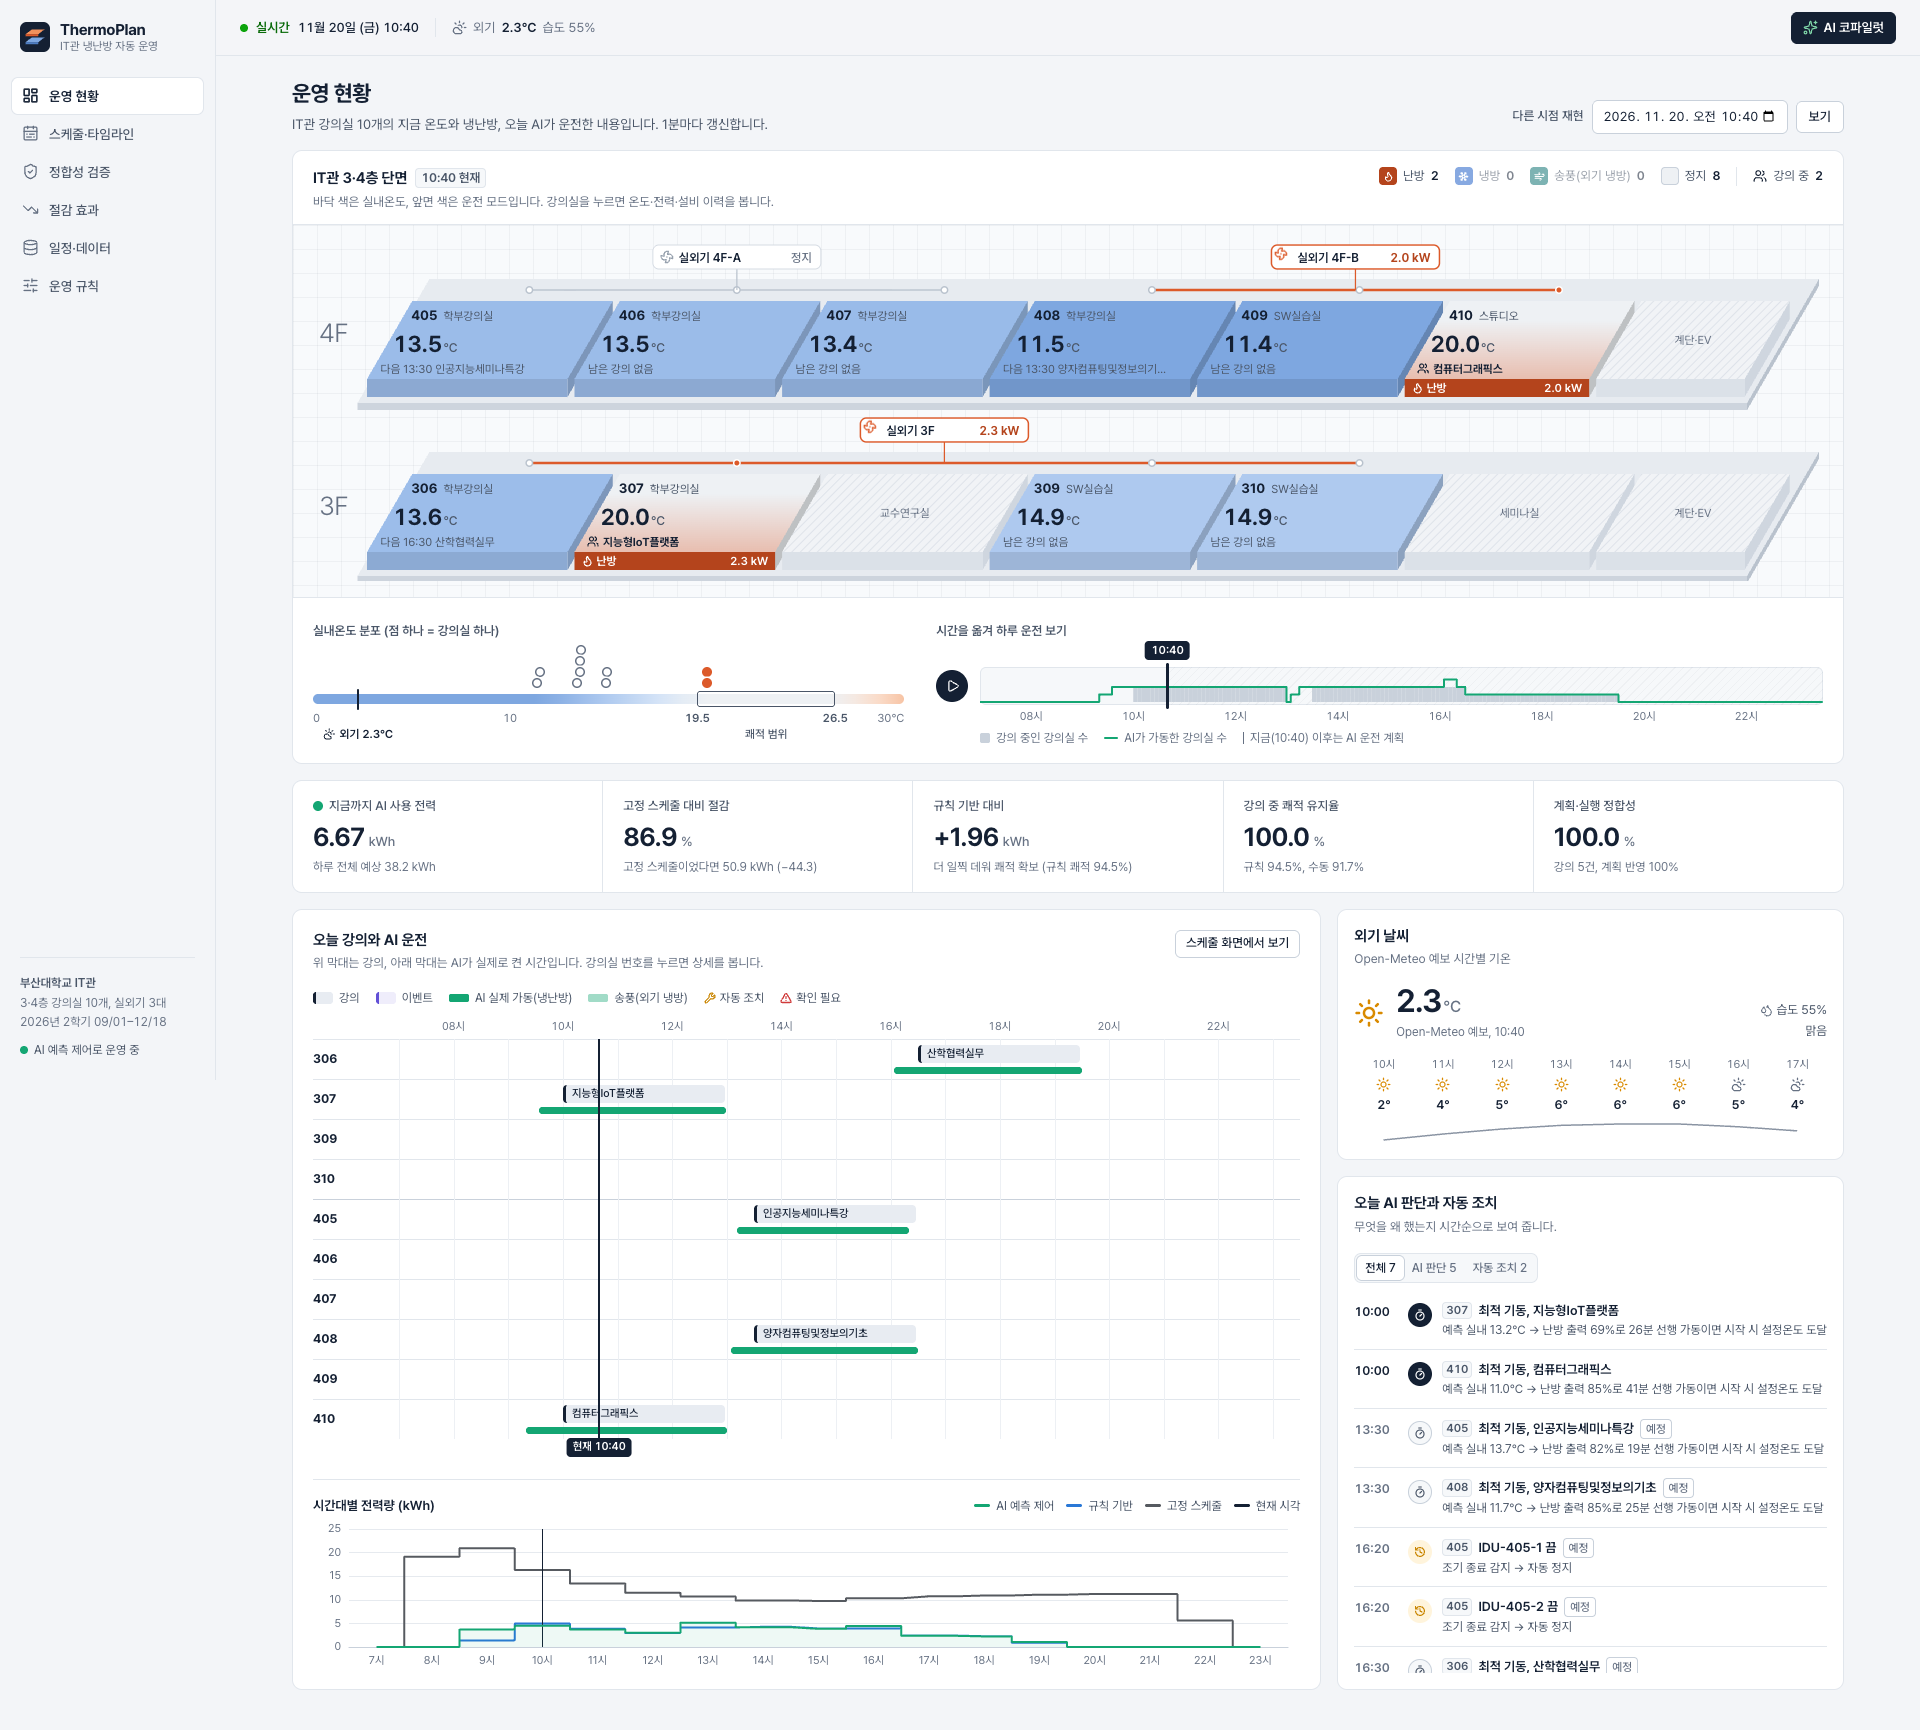 ThermoPlan
IT관 냉난방 자동 운영
운영 현황
스케줄·타임라인
정합성 검증
절감 효과
일정·데이터
운영 규칙
부산대학교 IT관
3·4층 강의실 10개, 실외기 3대
2026년 2학기 09/01–12/18
AI 예측 제어로 운영 중
실시간 11월 20일 (금) 10:40 외기 2.3°C 습도 55%
AI 코파일럿
운영 현황
IT관 강의실 10개의 지금 온도와 냉난방, 오늘 AI가 운전한 내용입니다. 1분마다 갱신합니다.
다른 시점 재현 2026. 11. 20. 오전 10:40 보기
IT관 3·4층 단면 10:40 현재
바닥 색은 실내온도, 앞면 색은 운전 모드입니다. 강의실을 누르면 온도·전력·설비 이력을 봅니다.
난방 2 냉방 0 송풍(외기 냉방) 0 정지 8 강의 중 2
실외기 4F-A 정지
실외기 4F-B 2.0 kW
4F
405 학부강의실
13.5°C
다음 13:30 인공지능세미나특강
406 학부강의실
13.5°C
남은 강의 없음
407 학부강의실
13.4°C
남은 강의 없음
408 학부강의실
11.5°C
다음 13:30 양자컴퓨팅및정보의기...
409 SW실습실
11.4°C
남은 강의 없음
410 스튜디오
20.0°C
컴퓨터그래픽스
난방 2.0 kW
계단·EV
실외기 3F 2.3 kW
3F
306 학부강의실
13.6°C
다음 16:30 산학협력실무
307 학부강의실
20.0°C
지능형IoT플랫폼
난방 2.3 kW
교수연구실
309 SW실습실
14.9°C
남은 강의 없음
310 SW실습실
14.9°C
남은 강의 없음
세미나실
계단·EV
실내온도 분포 (점 하나 = 강의실 하나)
0 10 19.5 26.5 30°C
외기 2.3°C 쾌적 범위
시간을 옮겨 하루 운전 보기
10:40
08시 10시 12시 14시 16시 18시 20시 22시
강의 중인 강의실 수 AI가 가동한 강의실 수 지금(10:40) 이후는 AI 운전 계획
지금까지 AI 사용 전력
6.67 kWh
하루 전체 예상 38.2 kWh
고정 스케줄 대비 절감
86.9 %
고정 스케줄이었다면 50.9 kWh (−44.3)
규칙 기반 대비
+1.96 kWh
더 일찍 데워 쾌적 확보 (규칙 쾌적 94.5%)
강의 중 쾌적 유지율
100.0 %
규칙 94.5%, 수동 91.7%
계획·실행 정합성
100.0 %
강의 5건, 계획 반영 100%
오늘 강의와 AI 운전
위 막대는 강의, 아래 막대는 AI가 실제로 켠 시간입니다. 강의실 번호를 누르면 상세를 봅니다.
스케줄 화면에서 보기
강의 이벤트 AI 실제 가동(냉난방) 송풍(외기 냉방) 자동 조치 확인 필요
08시 10시 12시 14시 16시 18시 20시 22시
306 산학협력실무
307 지능형IoT플랫폼
309
310
405 인공지능세미나특강
406
407
408 양자컴퓨팅및정보의기초
409
410 컴퓨터그래픽스
현재 10:40
시간대별 전력량 (kWh)
AI 예측 제어 규칙 기반 고정 스케줄 현재 시각
25
20
15
10
5
0
7시 8시 9시 10시 11시 12시 13시 14시 15시 16시 17시 18시 19시 20시 21시 22시 23시
외기 날씨
Open-Meteo 예보 시간별 기온
2.3°C
Open-Meteo 예보, 10:40
습도 55%
맑음
10시 11시 12시 13시 14시 15시 16시 17시
2° 4° 5° 6° 6° 6° 5° 4°
오늘 AI 판단과 자동 조치
무엇을 왜 했는지 시간순으로 보여 줍니다.
전체 7 AI 판단 5 자동 조치 2
10:00 307 최적 기동, 지능형IoT플랫폼
예측 실내 13.2°C → 난방 출력 69%로 26분 선행 가동이면 시작 시 설정온도 도달
10:00 410 최적 기동, 컴퓨터그래픽스
예측 실내 11.0°C → 난방 출력 85%로 41분 선행 가동이면 시작 시 설정온도 도달
13:30 405 최적 기동, 인공지능세미나특강 예정
예측 실내 13.7°C → 난방 출력 82%로 19분 선행 가동이면 시작 시 설정온도 도달
13:30 408 최적 기동, 양자컴퓨팅및정보의기초 예정
예측 실내 11.7°C → 난방 출력 85%로 25분 선행 가동이면 시작 시 설정온도 도달
16:20 405 IDU-405-1 끔 예정
조기 종료 감지 → 자동 정지
16:20 405 IDU-405-2 끔 예정
조기 종료 감지 → 자동 정지
16:30 306 최적 기동, 산학협력실무 예정